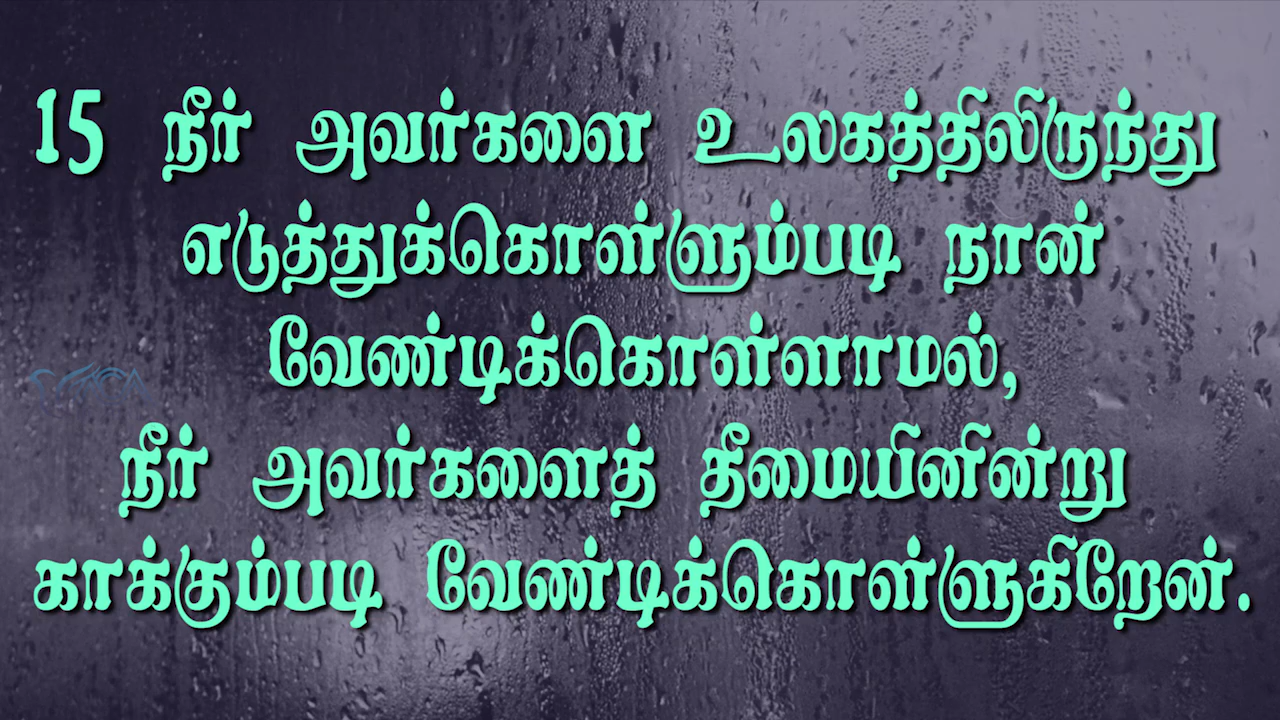 15 நீர் அவர்களை உலகத்திலிருந்து
எடுத்துக்கொள்ளும்படி நான்
வேண்டிக்கொள்ளாமல்,
நீர் அவர்களைத் தீமையினின்று
காக்கும்படி வேண்டிக்கொள்ளுகிறேன்.